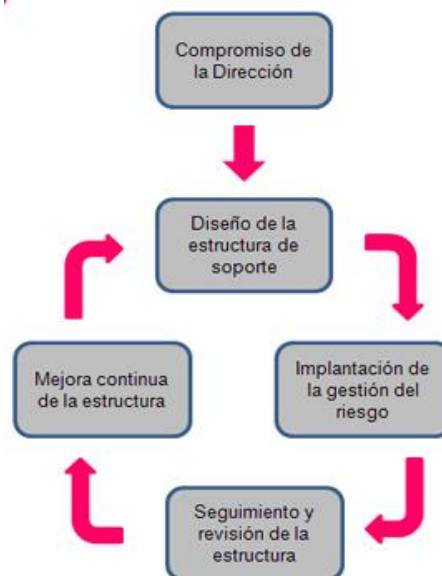 Compromiso de
la Dirección
Diseño de la
estructura de
soporte
Mejora continua
de la estructura
Implantación de
la gestión del
riesgo
Seguimiento y
revisión de la
estructura